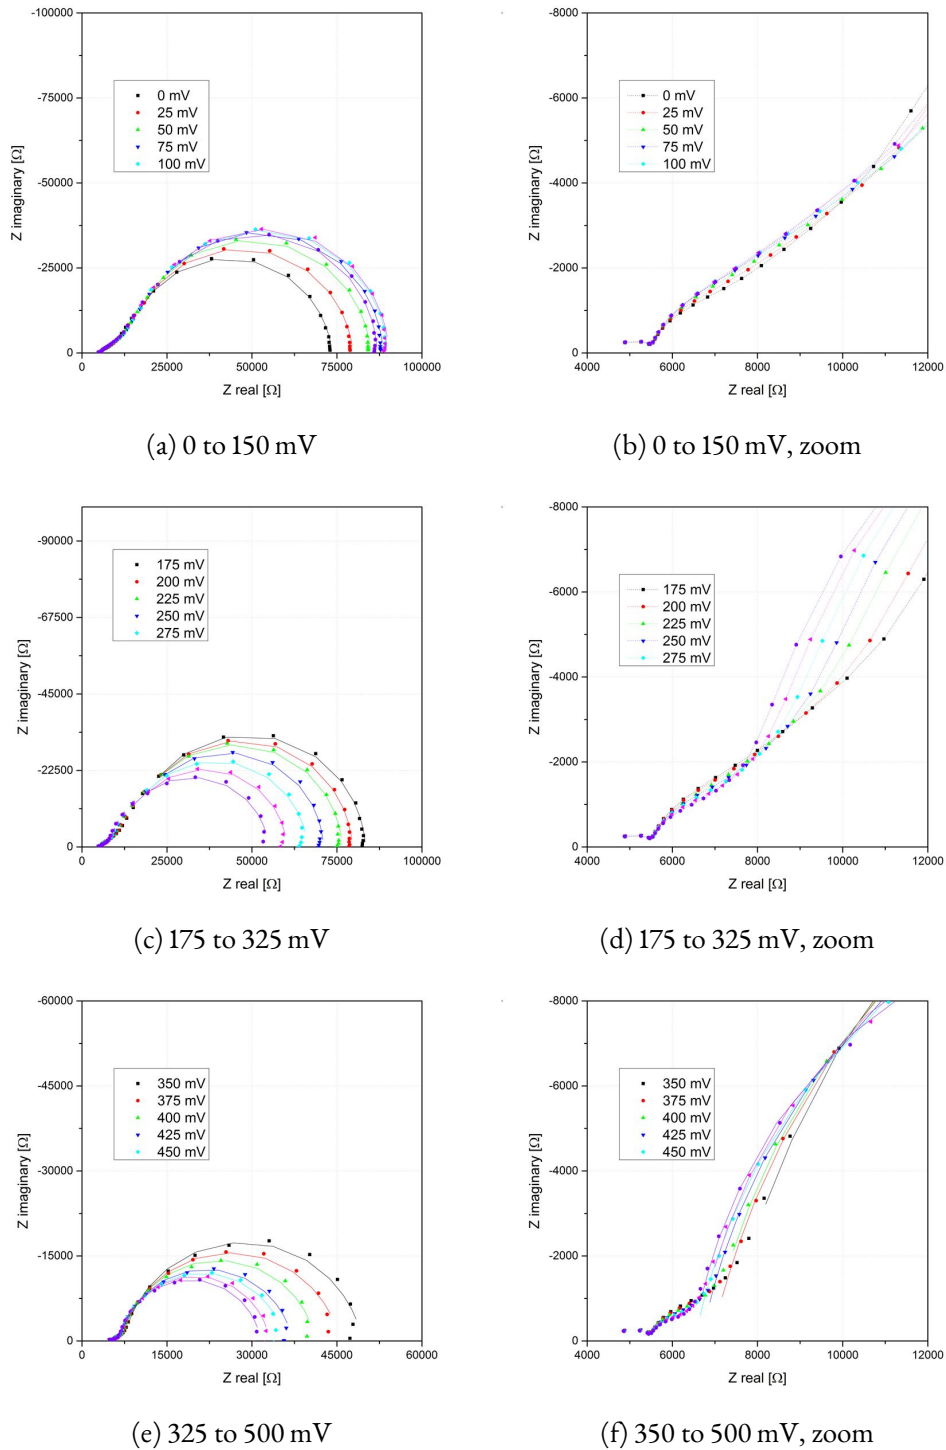 -100000
-75000
-50000
-25000
0
Z imaginary [Ω]
0 mV
25 mV
50 mV
75 mV
100 mV
0 25000 50000 75000 100000
Z real [Ω]
(a) 0 to 150 mV
-8000
-6000
-4000
-2000
0
Z imaginary [Ω]
0 mV
25 mV
50 mV
75 mV
100 mV
4000 6000 8000 10000 12000
Z real [Ω]
(b) 0 to 150 mV, zoom
-90000
-67500
-45000
-22500
0
Z imaginary [Ω]
175 mV
200 mV
225 mV
250 mV
275 mV
0 25000 50000 75000 100000
Z real [Ω]
(c) 175 to 325 mV
-8000
-6000
-4000
-2000
0
Z imaginary [Ω]
175 mV
200 mV
225 mV
250 mV
275 mV
4000 6000 8000 10000 12000
Z real [Ω]
(d) 175 to 325 mV, zoom
-60000
-45000
-30000
-15000
0
Z imaginary [Ω]
350 mV
375 mV
400 mV
425 mV
450 mV
0 15000 30000 45000 60000
Z real [Ω]
(e) 325 to 500 mV
-8000
-6000
-4000
-2000
0
Z imaginary [Ω]
350 mV
375 mV
400 mV
425 mV
450 mV
4000 6000 8000 10000 12000
Z real [Ω]
(f) 350 to 500 mV, zoom